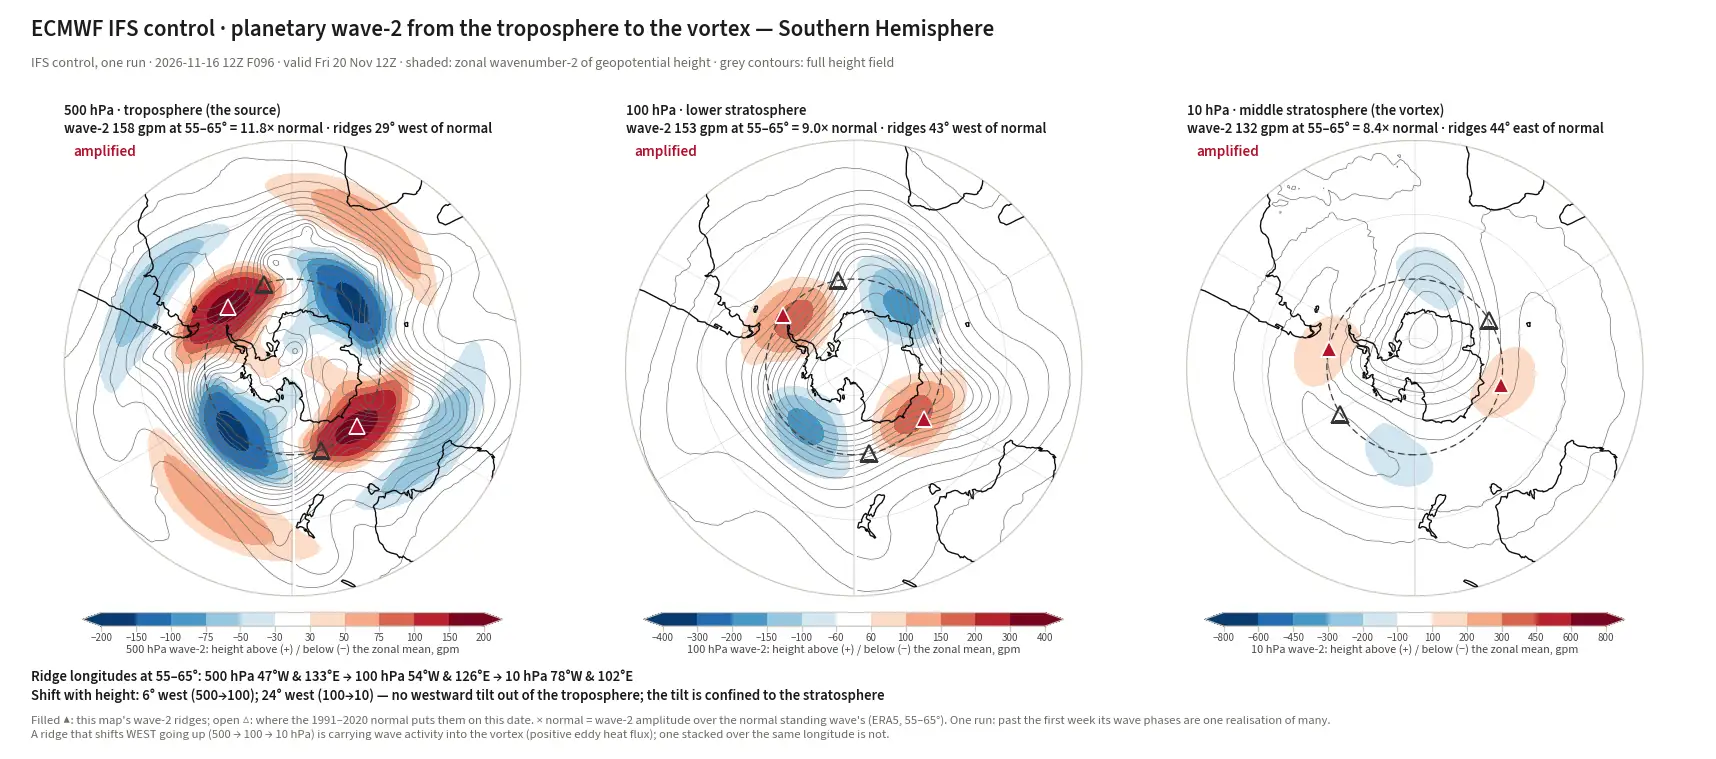 ECMWF IFS control · planetary wave-2 from the troposphere to the vortex — Southern Hemisphere
IFS control, one run · 2026-11-16 12Z F096 · valid Fri 20 Nov 12Z · shaded: zonal wavenumber-2 of geopotential height · grey contours: full height field
500 hPa · troposphere (the source)
wave-2 158 gpm at 55–65° = 11.8× normal · ridges 29° west of normal
amplified
100 hPa · lower stratosphere
wave-2 153 gpm at 55–65° = 9.0× normal · ridges 43° west of normal
amplified
10 hPa · middle stratosphere (the vortex)
wave-2 132 gpm at 55–65° = 8.4× normal · ridges 44° east of normal
amplified
−200 −150 −100 −75 −50 −30 30 50 75 100 150 200
500 hPa wave-2: height above (+) / below (−) the zonal mean, gpm
−400 −300 −200 −150 −100 −60 60 100 150 200 300 400
100 hPa wave-2: height above (+) / below (−) the zonal mean, gpm
−800 −600 −450 −300 −200 −100 100 200 300 450 600 800
10 hPa wave-2: height above (+) / below (−) the zonal mean, gpm
Ridge longitudes at 55–65°: 500 hPa 47°W & 133°E → 100 hPa 54°W & 126°E → 10 hPa 78°W & 102°E
Shift with height: 6° west (500→100); 24° west (100→10) — no westward tilt out of the troposphere; the tilt is confined to the stratosphere
Filled ▲: this map's wave-2 ridges; open △: where the 1991–2020 normal puts them on this date. × normal = wave-2 amplitude over the normal standing wave's (ERA5, 55–65°). One run: past the first week its wave phases are one realisation of many.
A ridge that shifts WEST going up (500 → 100 → 10 hPa) is carrying wave activity into the vortex (positive eddy heat flux); one stacked over the same longitude is not.